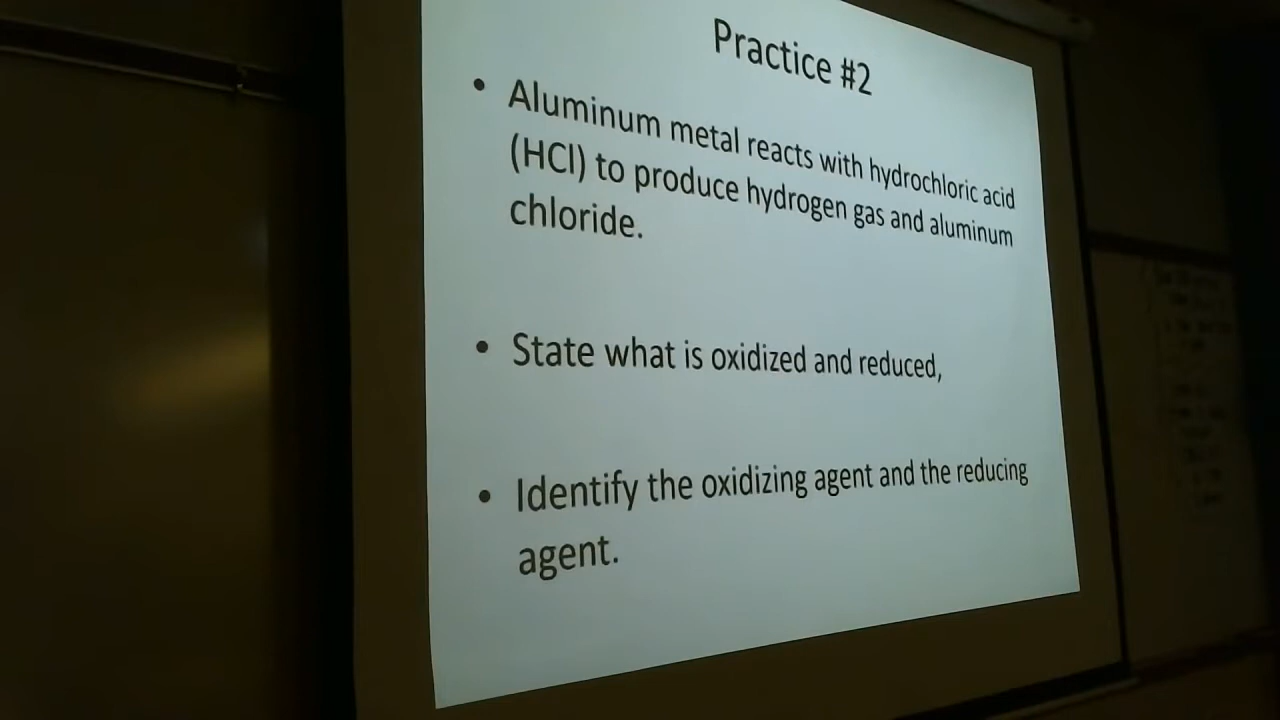 Practice #2
• Aluminum metal reacts with hydrochloric acid
(HCl) to produce hydrogen gas and aluminum
chloride.
• State what is oxidized and reduced,
• Identify the oxidizing agent and the reducing
agent.